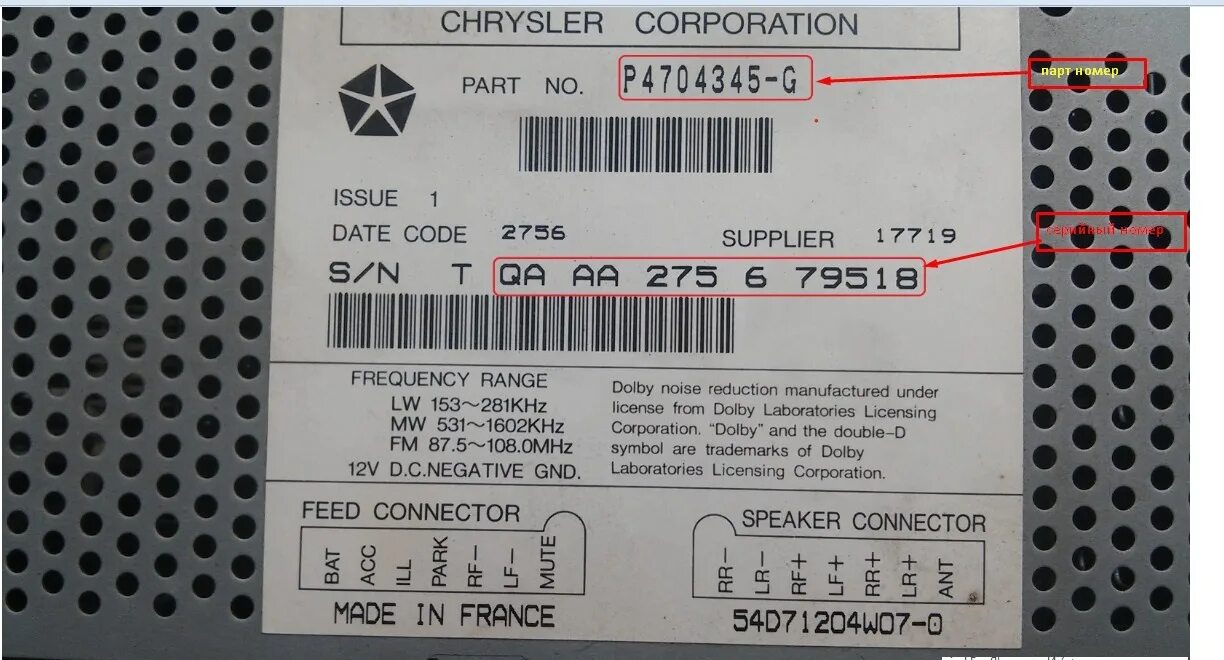 CHRYSLER CORPORATION
PART NO. P4704345-G
парт номер
ISSUE 1
DATE CODE 2756
SUPPLIER 17719
серийный номер
S/N T QA AA 275 6 79518
FREQUENCY RANGE
LW 153~281KHz
MW 531~1602KHz
FM 87.5~108.0MHz
12V D.C.NEGATIVE GND.
Dolby noise reduction manufactured under
license from Dolby Laboratories Licensing
Corporation. "Dolby" and the double-D
symbol are trademarks of Dolby
Laboratories Licensing Corporation.
FEED CONNECTOR
BAT
ACC
ILL
PARK
RF-
LF-
MUTE
SPEAKER CONNECTOR
RR-
LR-
RF+
LF+
RR+
LR+
ANT
MADE IN FRANCE
54D71204W07-0